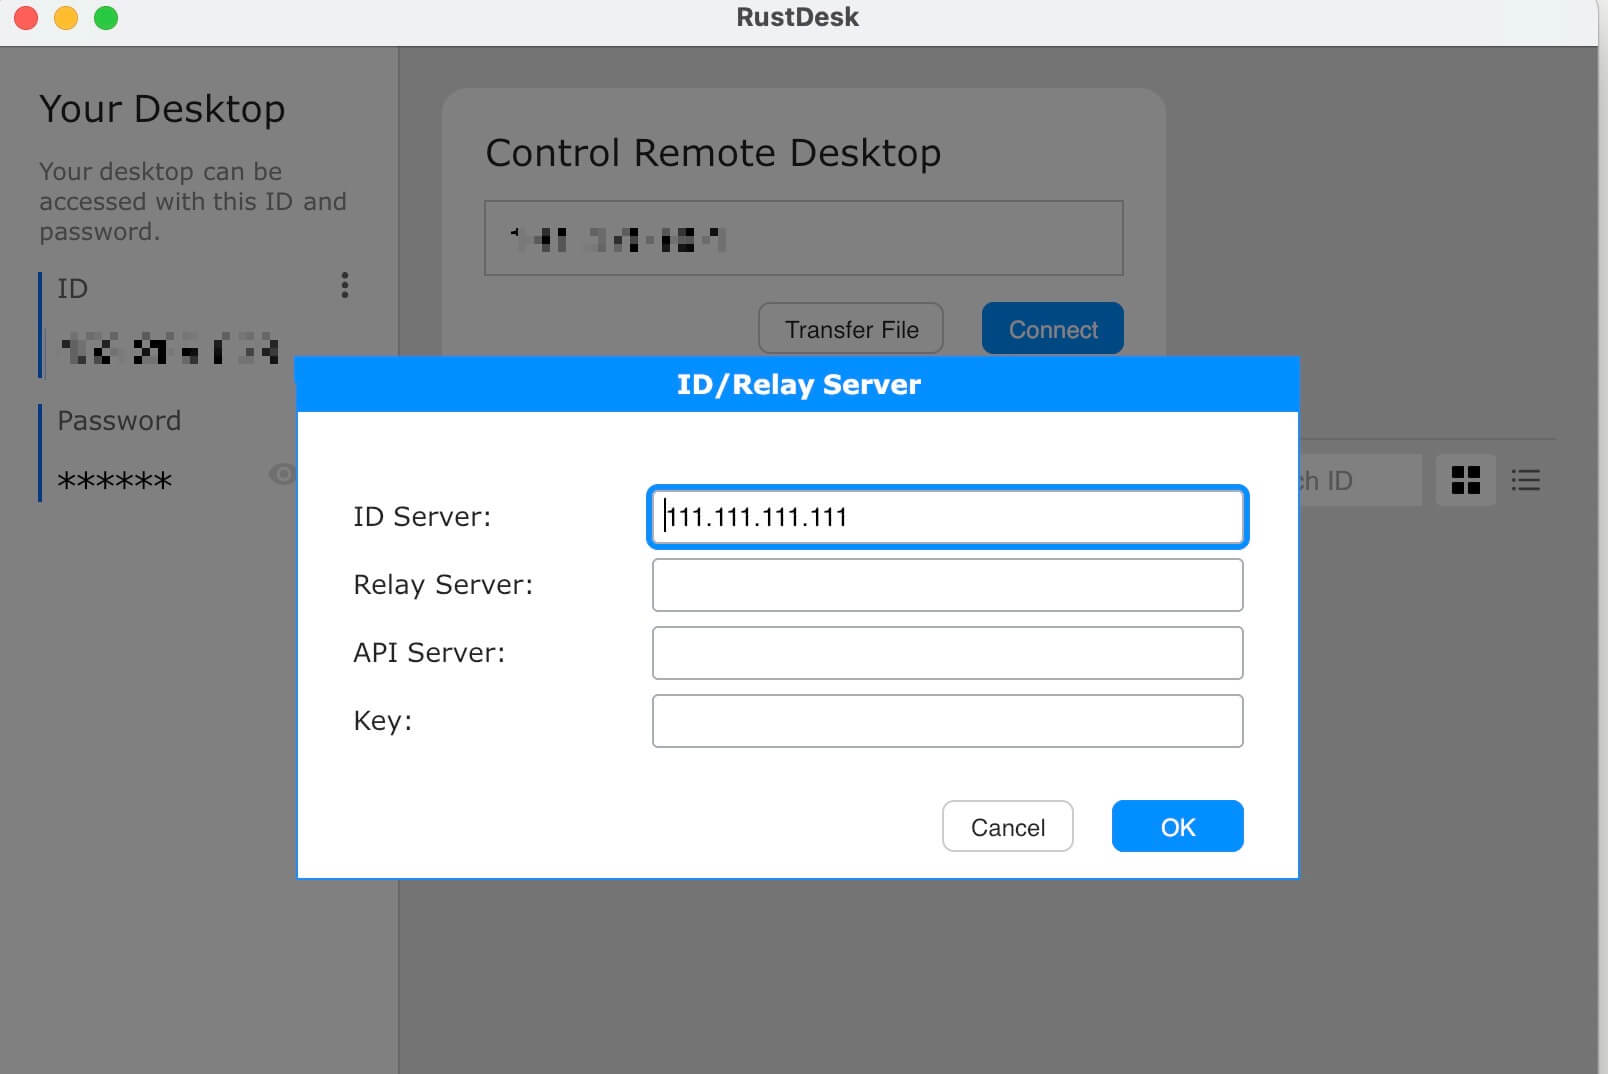 RustDesk
Your Desktop
Your desktop can be
accessed with this ID and
password.
ID
Password
******
Control Remote Desktop
Transfer File
Connect
ID/Relay Server
ID Server:
111.111.111.111
Relay Server:
API Server:
Key:
Cancel
OK
ID